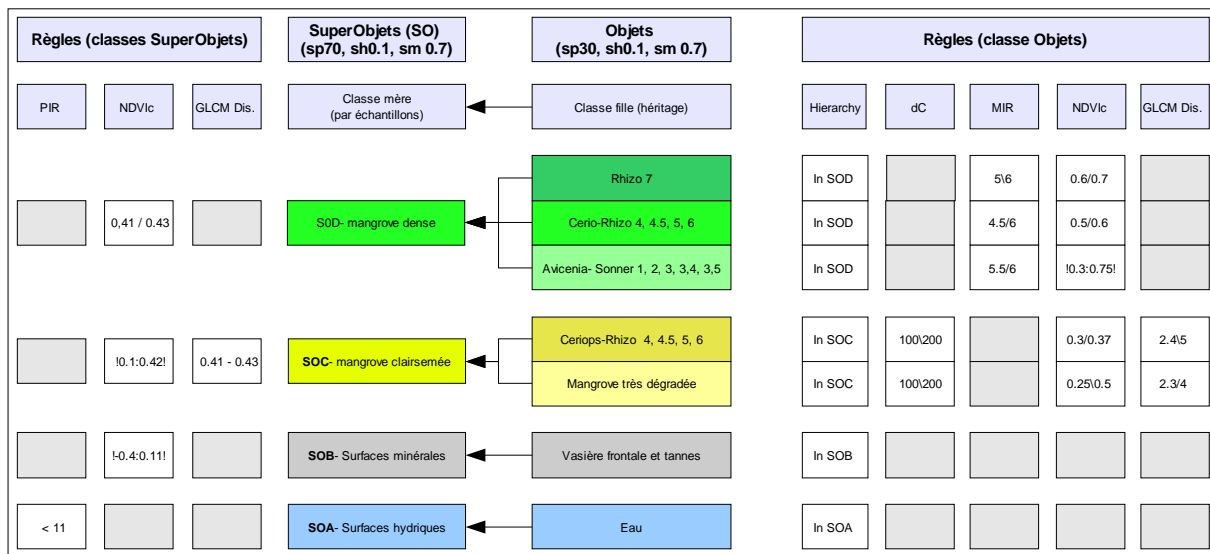 Règles (classes SuperObjets)
SuperObjets (SO)
(sp70, sh0.1, sm 0.7)
Objets
(sp30, sh0.1, sm 0.7)
Règles (classe Objets)
PIR
NDVIc
GLCM Dis.
Classe mère
(par échantillons)
Classe fille (héritage)
Hierarchy
dC
MIR
NDVIc
GLCM Dis.
Rhizo 7
In SOD
5\6
0.6/0.7
0,41 / 0.43
S0D- mangrove dense
Cerio-Rhizo 4, 4.5, 5, 6
In SOD
4.5/6
0.5/0.6
Avicenia- Sonner 1, 2, 3, 3,4, 3,5
In SOD
5.5/6
!0.3:0.75!
!0.1:0.42!
0.41 - 0.43
SOC- mangrove clairsemée
Ceriops-Rhizo 4, 4.5, 5, 6
In SOC
100\200
0.3/0.37
2.4\5
Mangrove très dégradée
In SOC
100\200
0.25\0.5
2.3/4
!-0.4:0.11!
SOB- Surfaces minérales
Vasière frontale et tannes
In SOB
< 11
SOA- Surfaces hydriques
Eau
In SOA